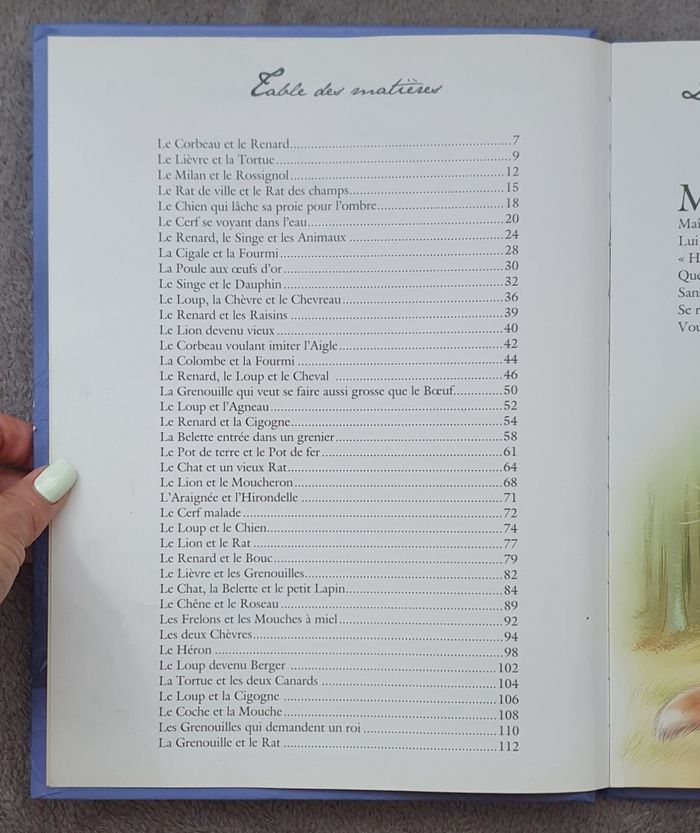 Table des matières
Le Corbeau et le Renard....................7
Le Lièvre et la Tortue....................9
Le Milan et le Rossignol....................12
Le Rat de ville et le Rat des champs....................15
Le Chien qui lâche sa proie pour l'ombre....................18
Le Cerf se voyant dans l'eau....................20
Le Renard, le Singe et les Animaux ....................24
La Cigale et la Fourmi....................28
La Poule aux œufs d'or....................30
Le Singe et le Dauphin....................32
Le Loup, la Chèvre et le Chevreau....................36
Le Renard et les Raisins ....................39
Le Lion devenu vieux ....................40
Le Corbeau voulant imiter l'Aigle....................42
La Colombe et la Fourmi ....................44
Le Renard, le Loup et le Cheval ....................46
La Grenouille qui veut se faire aussi grosse que le Bœuf............50
Le Loup et l'Agneau....................52
Le Renard et la Cigogne....................54
La Belette entrée dans un grenier....................58
Le Pot de terre et le Pot de fer....................61
Le Chat et un vieux Rat....................64
Le Lion et le Moucheron....................68
L'Araignée et l'Hirondelle ....................71
Le Cerf malade....................72
Le Loup et le Chien....................74
Le Lion et le Rat ....................77
Le Renard et le Bouc....................79
Le Lièvre et les Grenouilles....................82
Le Chat, la Belette et le petit Lapin....................84
Le Chêne et le Roseau ....................89
Les Frelons et les Mouches à miel....................92
Les deux Chèvres....................94
Le Héron ....................98
Le Loup devenu Berger ....................102
La Tortue et les deux Canards ....................104
Le Loup et la Cigogne ....................106
Le Coche et la Mouche....................108
Les Grenouilles qui demandent un roi ....................110
La Grenouille et le Rat ....................112
M
Maî
Lui
« H
Que
Sans
Se r
Vou